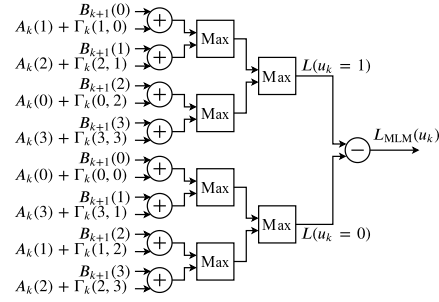 B_{k+1}(0)
A_k(1) + Γ_k(1, 0)
B_{k+1}(1)
A_k(2) + Γ_k(2, 1)
Max
B_{k+1}(2)
A_k(0) + Γ_k(0, 2)
B_{k+1}(3)
A_k(3) + Γ_k(3, 3)
Max
Max
L(u_k = 1)
B_{k+1}(0)
A_k(0) + Γ_k(0, 0)
B_{k+1}(1)
A_k(3) + Γ_k(3, 1)
Max
B_{k+1}(2)
A_k(1) + Γ_k(1, 2)
B_{k+1}(3)
A_k(2) + Γ_k(2, 3)
Max
Max
L(u_k = 0)
L_{MLM}(u_k)